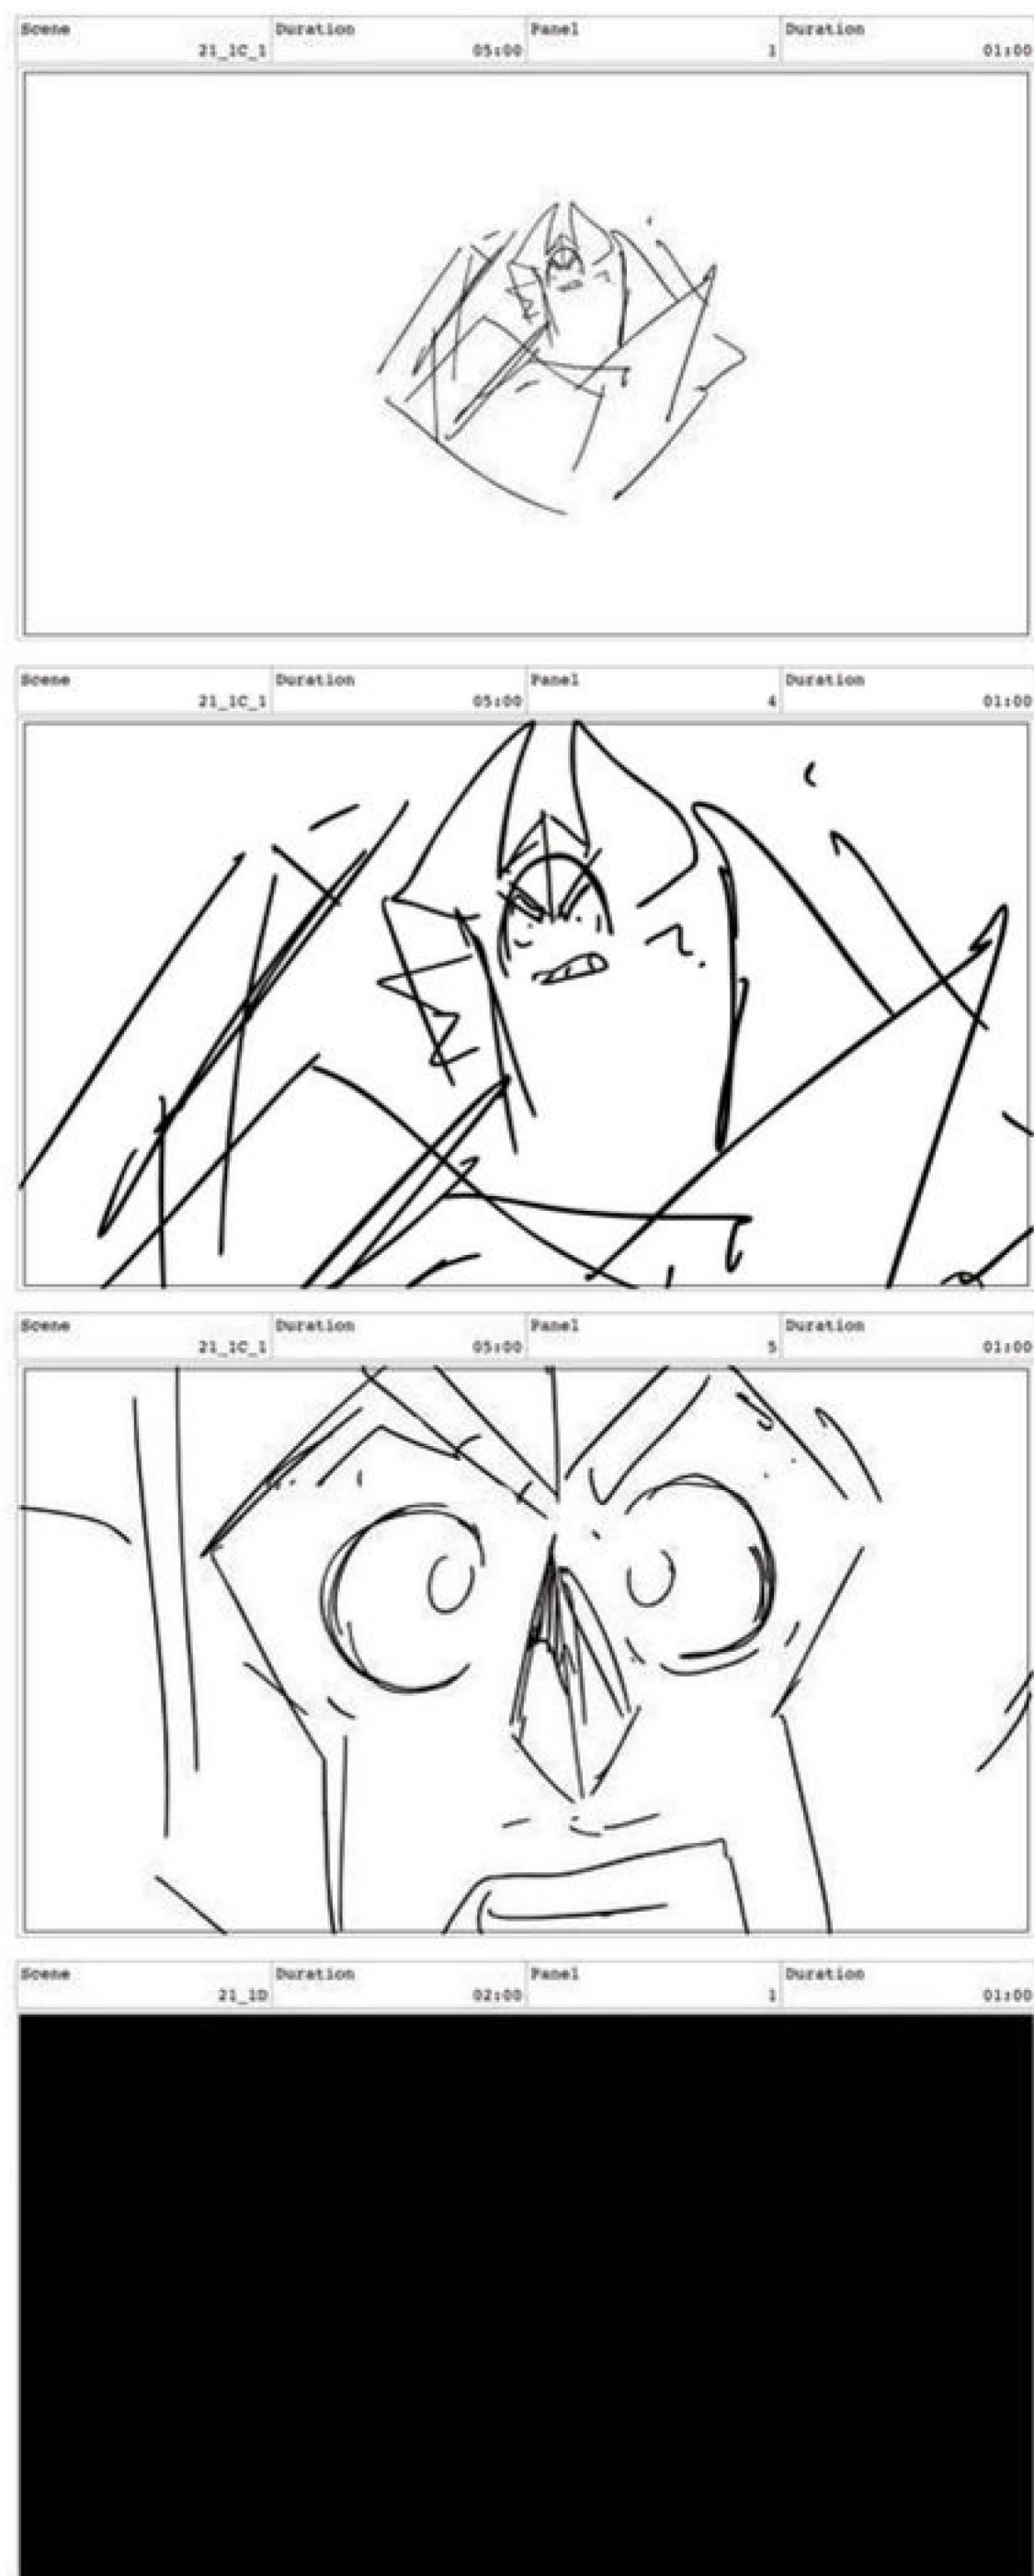 Scene Duration Panel Duration
21_1C_1 05:00 1 01:00
Scene Duration Panel Duration
21_1C_1 05:00 4 01:00
Scene Duration Panel Duration
21_1C_1 05:00 5 01:00
Scene Duration Panel Duration
21_1D 02:00 1 01:00